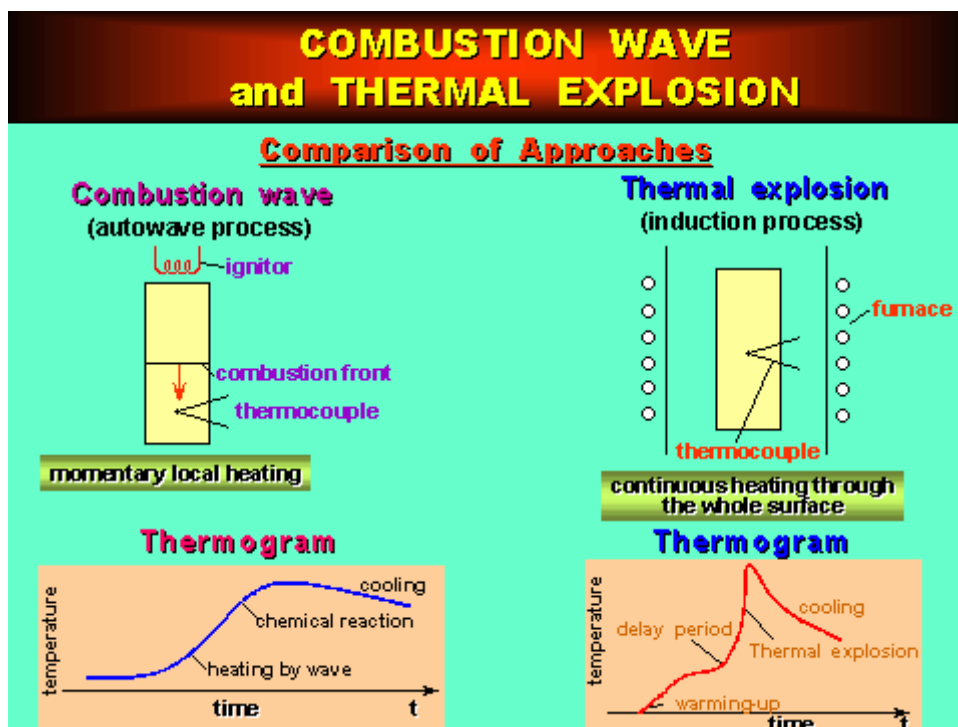 COMBUSTION WAVE
and THERMAL EXPLOSION
Comparison of Approaches
Combustion wave
(autowave process)
ignitor
combustion front
thermocouple
momentary local heating
Thermal explosion
(induction process)
furnace
thermocouple
continuous heating through
the whole surface
Thermogram
temperature
cooling
chemical reaction
heating by wave
time
t
Thermogram
temperature
cooling
delay period
Thermal explosion
warming-up
time
t